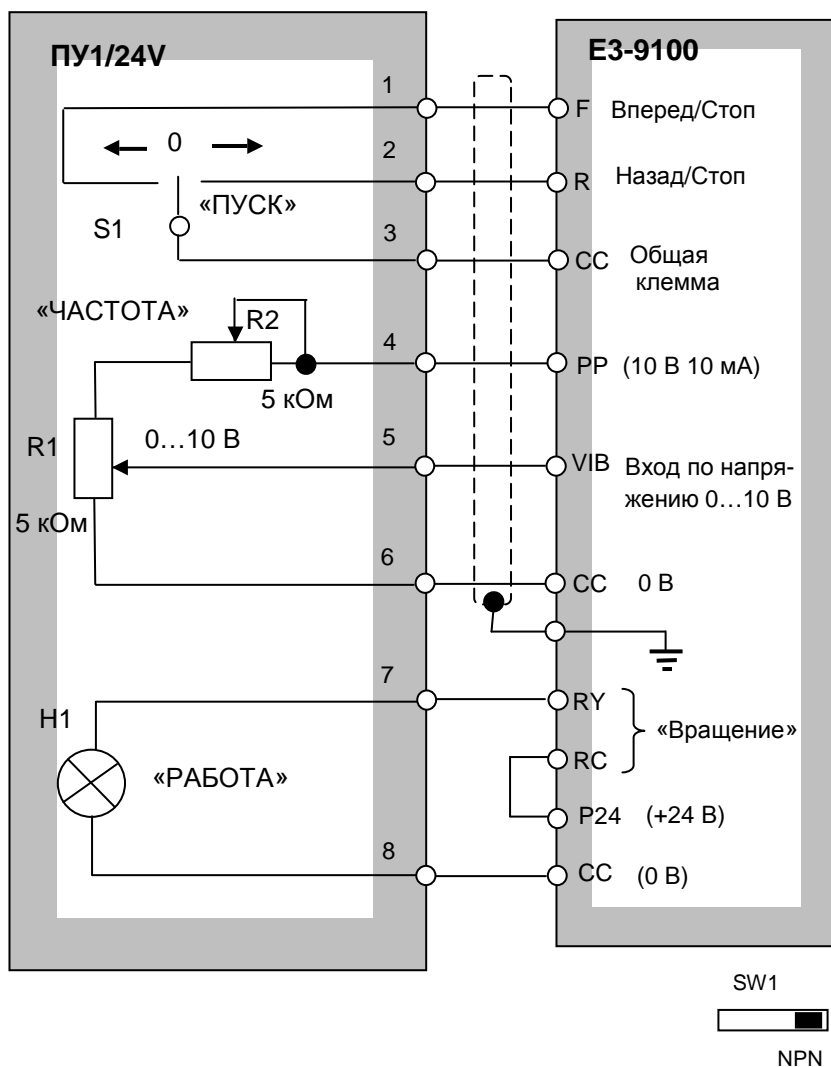 ПУ1/24V
E3-9100
1
F Вперед/Стоп
0
2
R Назад/Стоп
«ПУСК»
S1
3
CC Общая
клемма
«ЧАСТОТА»
R2
4
PP (10 В 10 мА)
5 кОм
R1
0...10 В
5
VIB Вход по напря-
жению 0...10 В
5 кОм
6
CC 0 В
7
RY
H1
«Вращение»
RC
«РАБОТА»
P24 (+24 В)
8
CC (0 В)
SW1
NPN